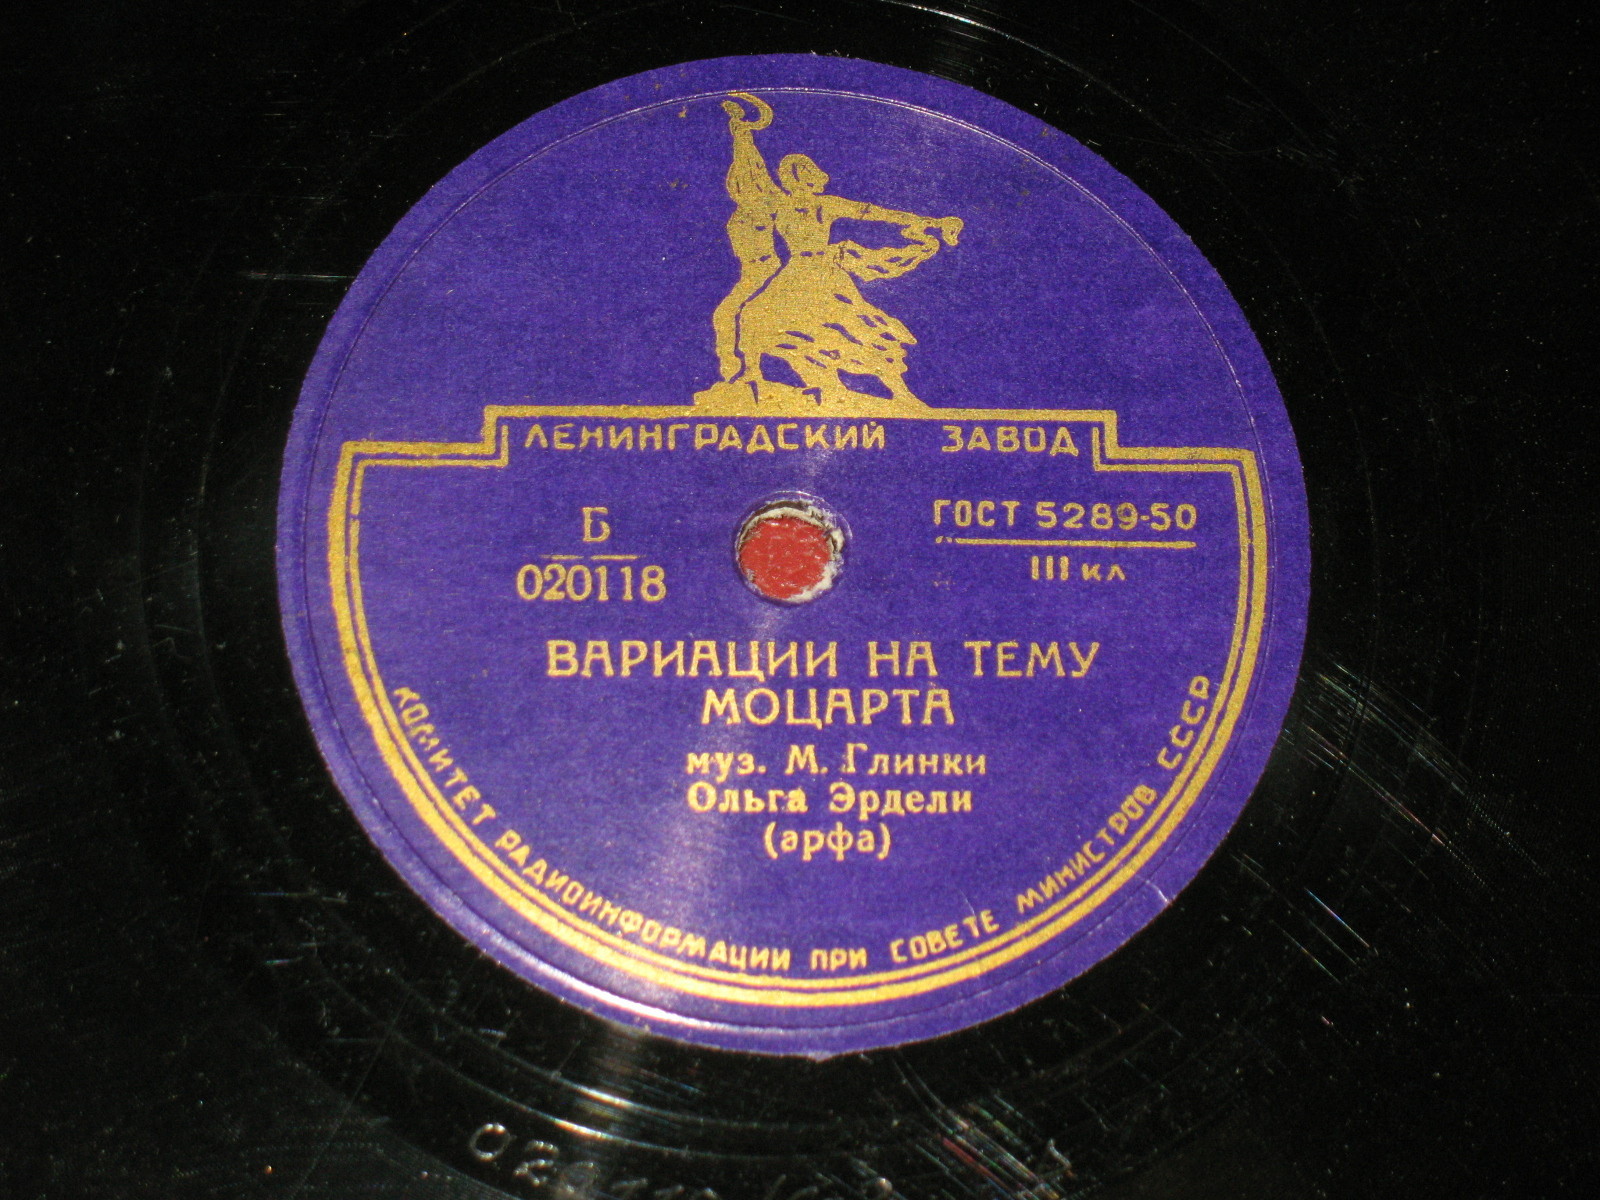 ЛЕНИНГРАДСКИЙ ЗАВОД
Б
020118
ГОСТ 5289-50
III кл
ВАРИАЦИИ НА ТЕМУ
МОЦАРТА
муз. М. Глинки
Ольга Эрдели
(арфа)
КОМИТЕТ РАДИОИНФОРМАЦИИ ПРИ СОВЕТЕ МИНИСТРОВ СССР